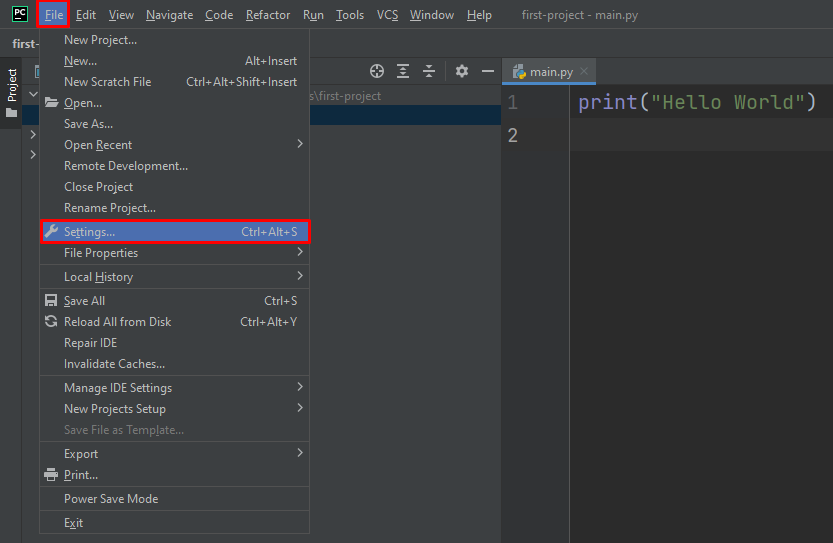 PC File Edit View Navigate Code Refactor Run Tools VCS Window Help first-project - main.py
first-
Project
New Project...
New... Alt+Insert
New Scratch File Ctrl+Alt+Shift+Insert
Open...
Save As...
Open Recent
Remote Development...
Close Project
Rename Project...
Settings... Ctrl+Alt+S
File Properties
Local History
Save All Ctrl+S
Reload All from Disk Ctrl+Alt+Y
Repair IDE
Invalidate Caches...
Manage IDE Settings
New Projects Setup
Save File as Template...
Export
Print...
Power Save Mode
Exit
s\first-project
main.py
1 print("Hello World")
2